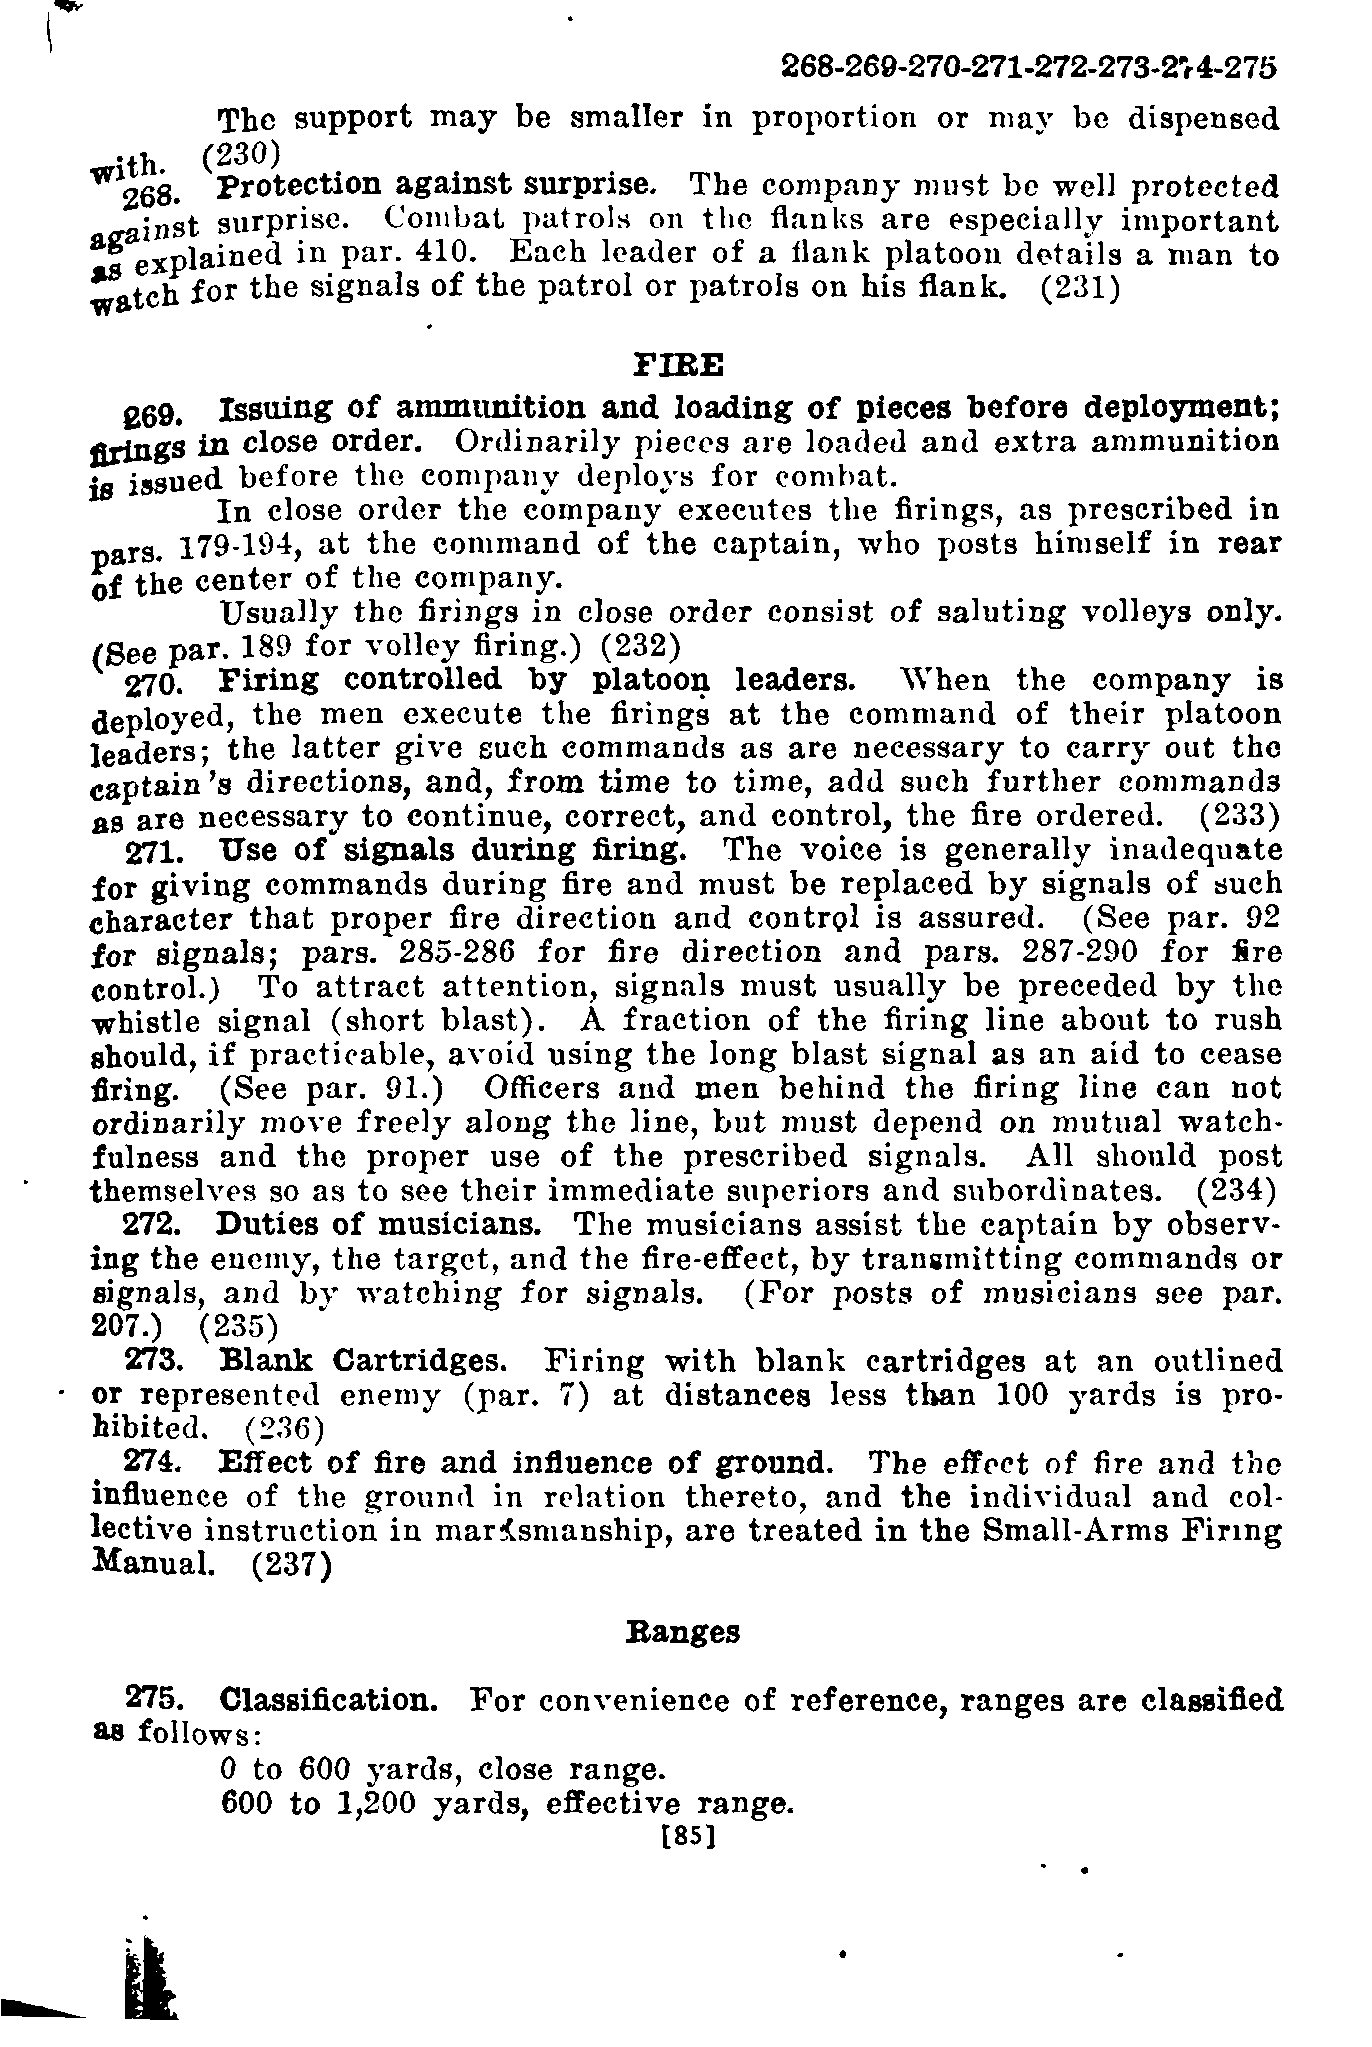 268-269-270-271-272-273-274-275
The support may be smaller in proportion or may be dispensed
with. (230)
268. Protection against surprise. The company must be well protected
against surprise. Combat patrols on the flanks are especially important
as explained in par. 410. Each leader of a flank platoon details a man to
watch for the signals of the patrol or patrols on his flank. (231)
FIRE
269. Issuing of ammunition and loading of pieces before deployment;
firings in close order. Ordinarily pieces are loaded and extra ammunition
is issued before the company deploys for combat.
In close order the company executes the firings, as prescribed in
pars. 179-194, at the command of the captain, who posts himself in rear
of the center of the company.
Usually the firings in close order consist of saluting volleys only.
(See par. 189 for volley firing.) (232)
270. Firing controlled by platoon leaders. When the company is
deployed, the men execute the firings at the command of their platoon
leaders; the latter give such commands as are necessary to carry out the
captain's directions, and, from time to time, add such further commands
as are necessary to continue, correct, and control, the fire ordered. (233)
271. Use of signals during firing. The voice is generally inadequate
for giving commands during fire and must be replaced by signals of such
character that proper fire direction and control is assured. (See par. 92
for signals; pars. 285-286 for fire direction and pars. 287-290 for fire
control.) To attract attention, signals must usually be preceded by the
whistle signal (short blast). A fraction of the firing line about to rush
should, if practicable, avoid using the long blast signal as an aid to cease
firing. (See par. 91.) Officers and men behind the firing line can not
ordinarily move freely along the line, but must depend on mutual watch-
fulness and the proper use of the prescribed signals. All should post
themselves so as to see their immediate superiors and subordinates. (234)
272. Duties of musicians. The musicians assist the captain by observ-
ing the enemy, the target, and the fire-effect, by transmitting commands or
signals, and by watching for signals. (For posts of musicians see par.
207.) (235)
273. Blank Cartridges. Firing with blank cartridges at an outlined
or represented enemy (par. 7) at distances less than 100 yards is pro-
hibited. (236)
274. Effect of fire and influence of ground. The effect of fire and the
influence of the ground in relation thereto, and the individual and col-
lective instruction in marksmanship, are treated in the Small-Arms Firing
Manual. (237)
Ranges
275. Classification. For convenience of reference, ranges are classified
as follows:
0 to 600 yards, close range.
600 to 1,200 yards, effective range.
[85]